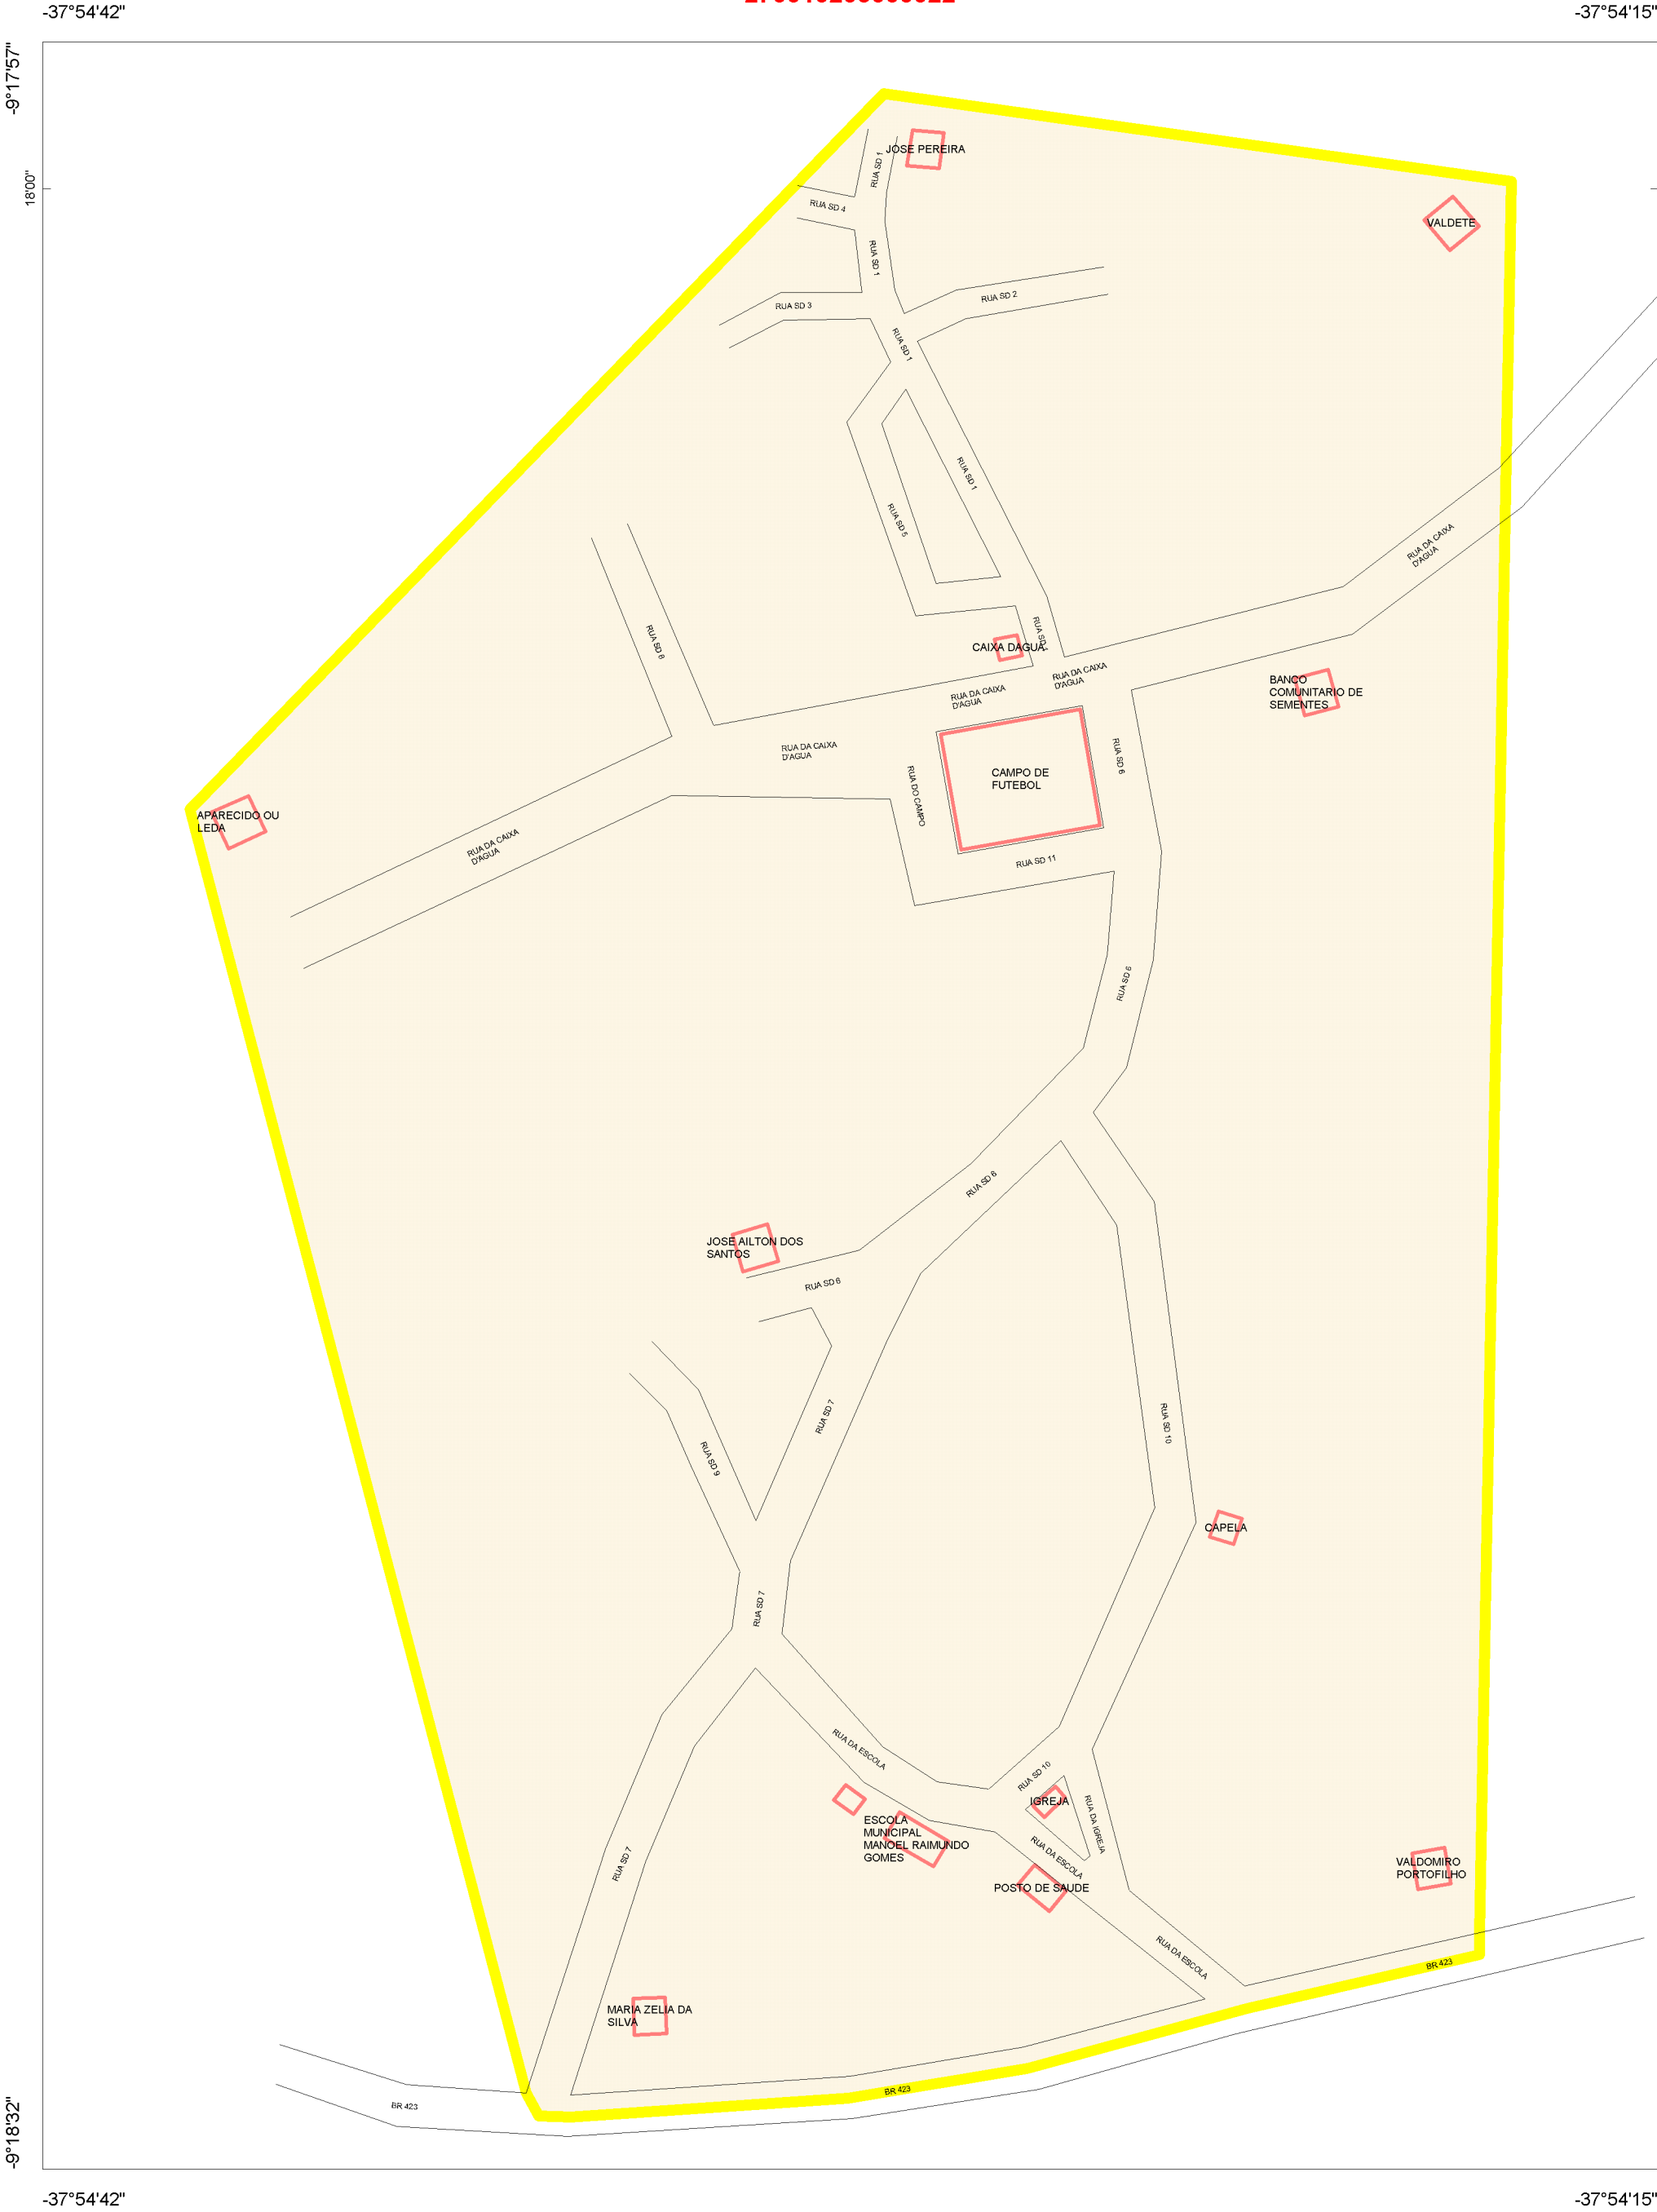 -37°54'42"
-37°54'15"
-9°17'57"
18'00"
JOSE PEREIRA
RUA SD 1
RUA SD 4
VALDETE
RUA SD 1
RUA SD 3
RUA SD 2
RUA SD 1
RUA SD 1
RUA SD 5
RUA DA CAIXA
D'AGUA
RUA SD 8
RUA SD 1
CAIXA DAGUA
RUA DA CAIXA
D'AGUA
RUA DA CAIXA
D'AGUA
BANCO
COMUNITARIO DE
SEMENTES
RUA DA CAIXA
D'AGUA
RUA SD 6
CAMPO DE
FUTEBOL
RUA DO CAMPO
APARECIDO OU
LEDA
RUA DA CAIXA
D'AGUA
RUA SD 11
RUA SD 6
RUA SD 6
JOSE AILTON DOS
SANTOS
RUA SD 6
RUA SD 7
RUA SD 10
RUA SD 9
CAPELA
RUA SD 7
RUA DA ESCOLA
RUA SD 10
IGREJA
RUA DA IGREJA
ESCOLA
MUNICIPAL
MANOEL RAIMUNDO
GOMES
RUA DA ESCOLA
RUA SD 7
POSTO DE SAUDE
VALDOMIRO
PORTOFILHO
RUA DA ESCOLA
BR 423
MARIA ZELIA DA
SILVA
BR 423
BR 423
-9°18'32"
-37°54'42"
-37°54'15"